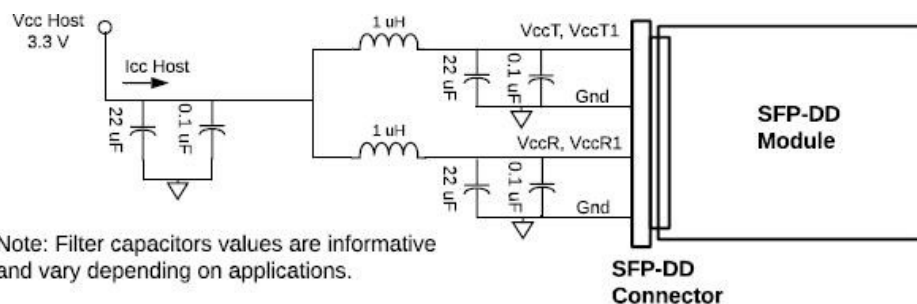 Vcc Host
3.3 V
Icc Host
22 uF
0.1 uF
1 uH
VccT, VccT1
22 uF
0.1 uF
Gnd
1 uH
VccR, VccR1
22 uF
0.1 uF
Gnd
SFP-DD
Module
SFP-DD
Connector
Note: Filter capacitors values are informative
and vary depending on applications.